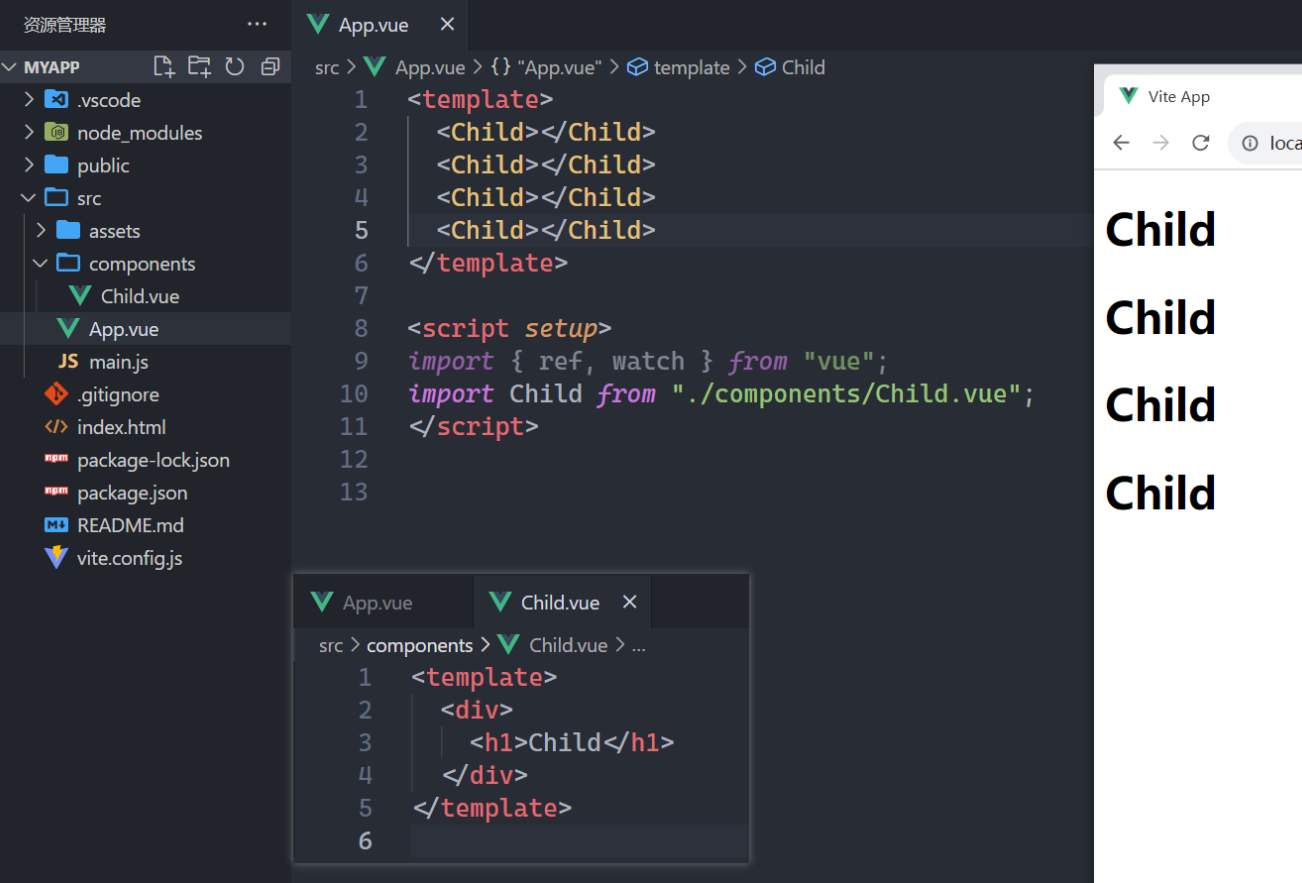 资源管理器 ...
MYAPP
.vscode
node_modules
public
src
assets
components
Child.vue
App.vue
JS main.js
.gitignore
index.html
npm package-lock.json
npm package.json
README.md
vite.config.js
App.vue
src > App.vue > {} "App.vue" > template > Child
1 <template>
2 <Child></Child>
3 <Child></Child>
4 <Child></Child>
5 <Child></Child>
6 </template>
7
8 <script setup>
9 import { ref, watch } from "vue";
10 import Child from "./components/Child.vue";
11 </script>
12
13
App.vue Child.vue
src > components > Child.vue > ...
1 <template>
2 <div>
3 <h1>Child</h1>
4 </div>
5 </template>
6
Vite App
loca
Child
Child
Child
Child